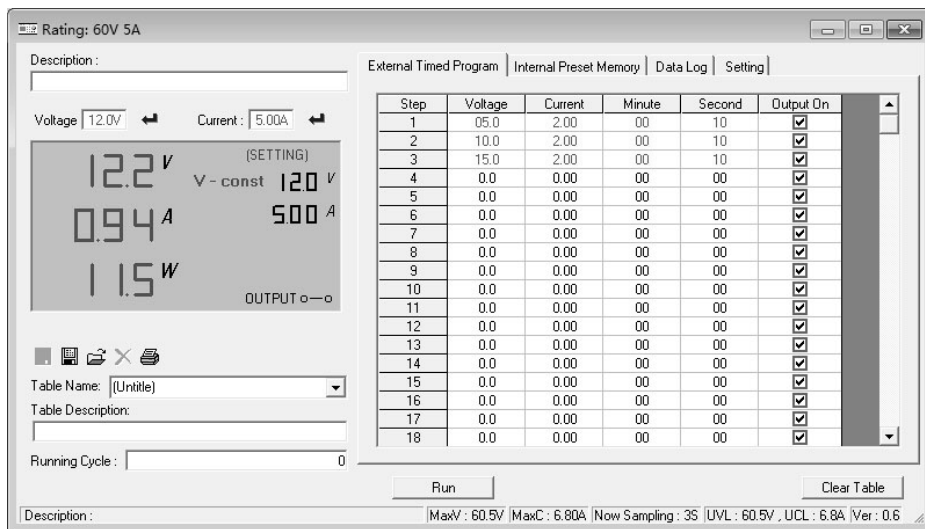 Rating: 60V 5A
Description :
Voltage 12.0V Current : 5.00A
12.2 V
0.94 A
11.5 W
(SETTING)
V - const 12.0 V
5.00 A
OUTPUT
Table Name: (Untitle)
Table Description:
Running Cycle : 0
External Timed Program Internal Preset Memory Data Log Setting
Step Voltage Current Minute Second Output On
1 05.0 2.00 00 10
2 10.0 2.00 00 10
3 15.0 2.00 00 10
4 0.0 0.00 00 00
5 0.0 0.00 00 00
6 0.0 0.00 00 00
7 0.0 0.00 00 00
8 0.0 0.00 00 00
9 0.0 0.00 00 00
10 0.0 0.00 00 00
11 0.0 0.00 00 00
12 0.0 0.00 00 00
13 0.0 0.00 00 00
14 0.0 0.00 00 00
15 0.0 0.00 00 00
16 0.0 0.00 00 00
17 0.0 0.00 00 00
18 0.0 0.00 00 00
Run Clear Table
Description : MaxV : 60.5V MaxC : 6.80A Now Sampling : 3S UVL : 60.5V , UCL : 6.8A Ver : 0.6